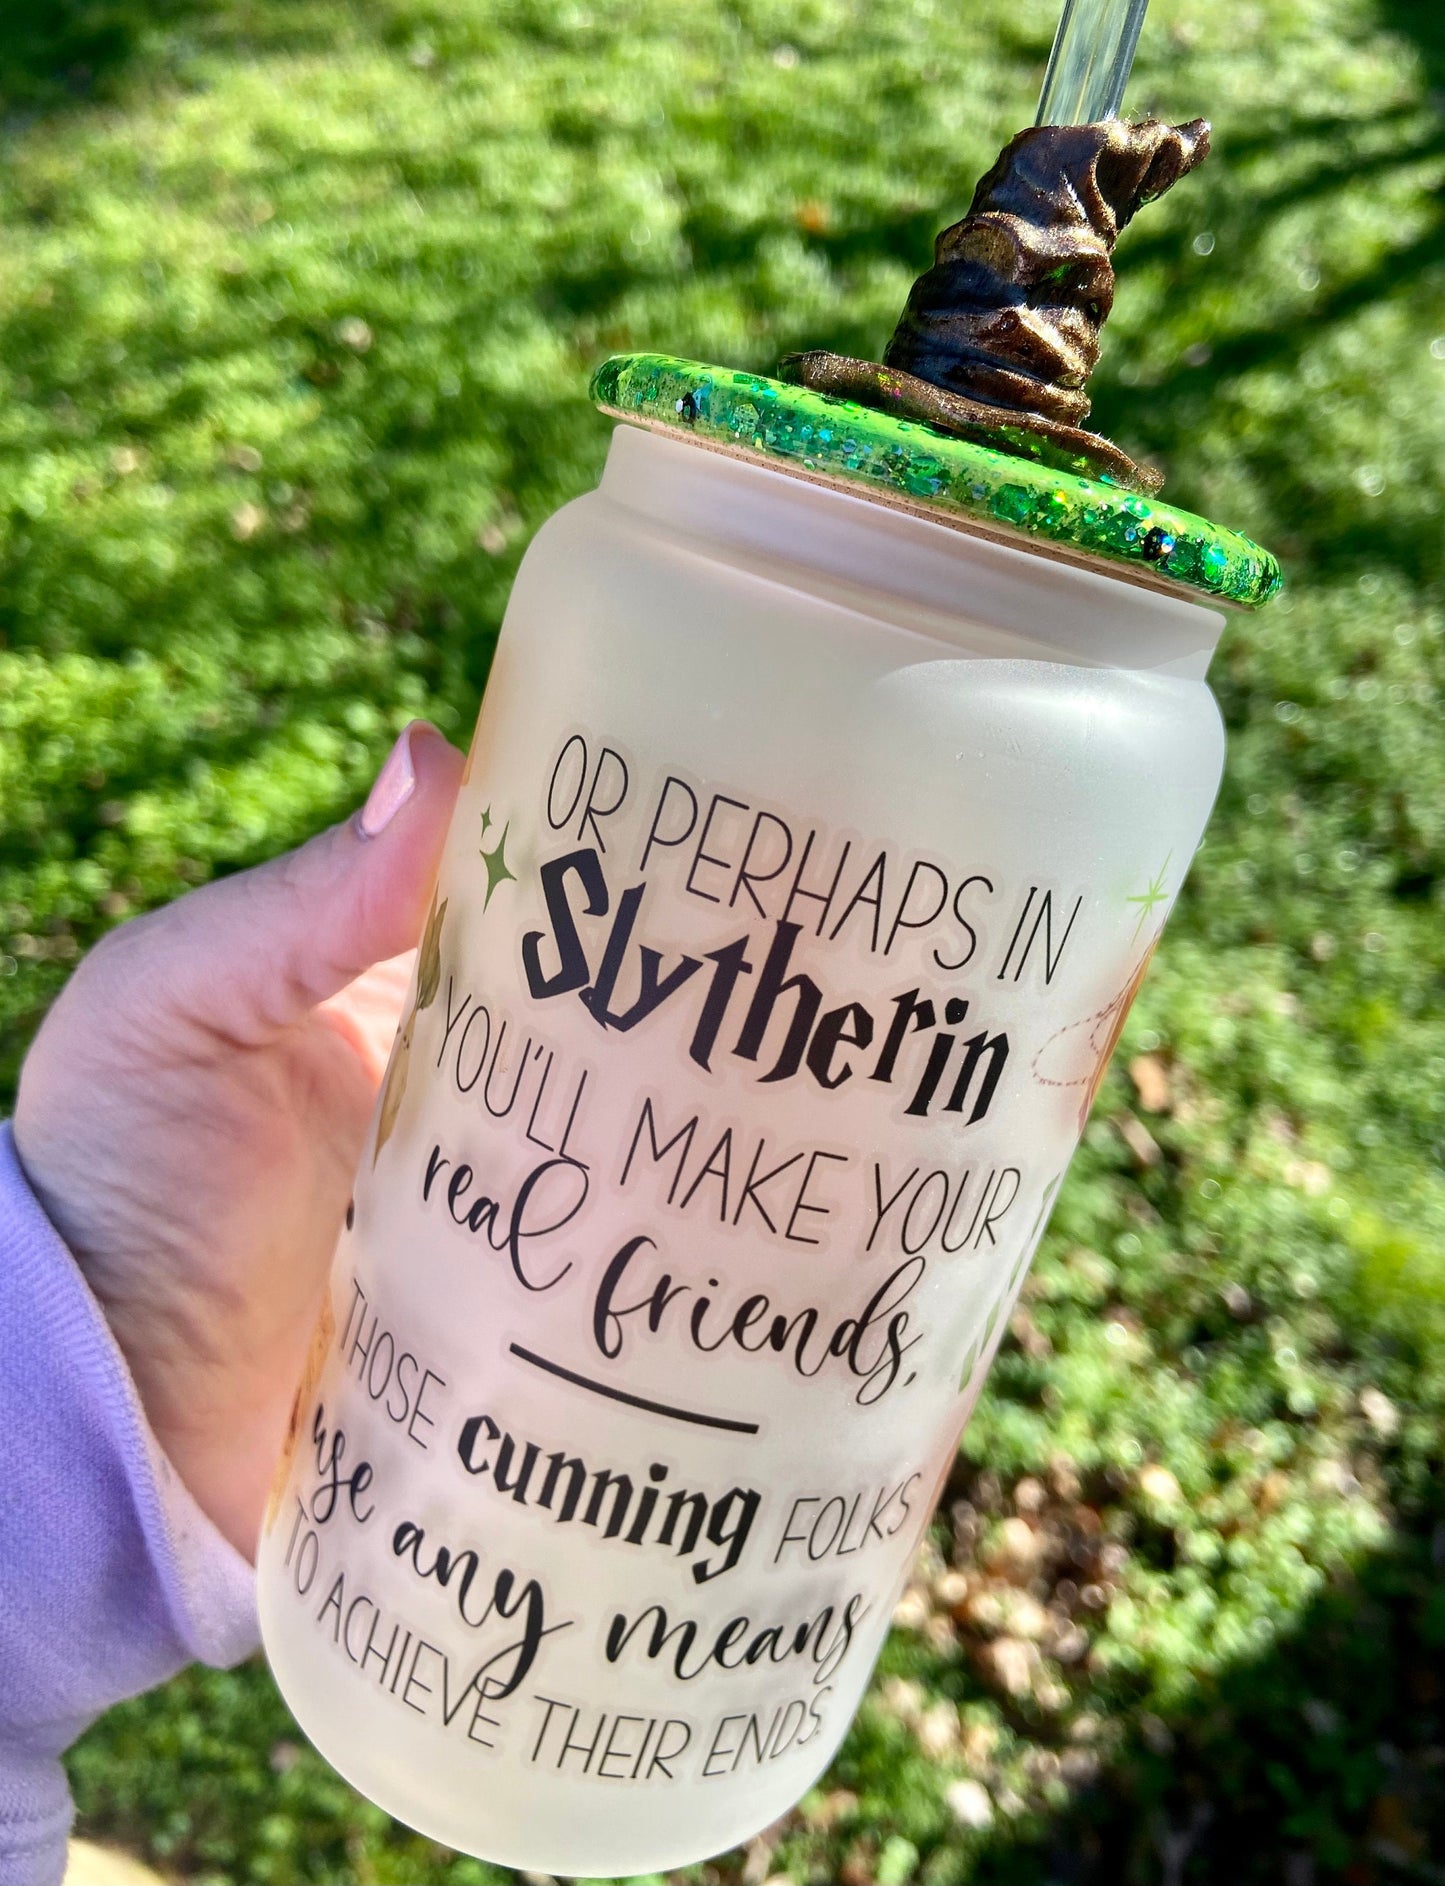 OR PERHAPS IN
Slytherin
YOU'LL MAKE YOUR
real friends,
THOSE cunning FOLKS
use any means
TO ACHIEVE THEIR ENDS.